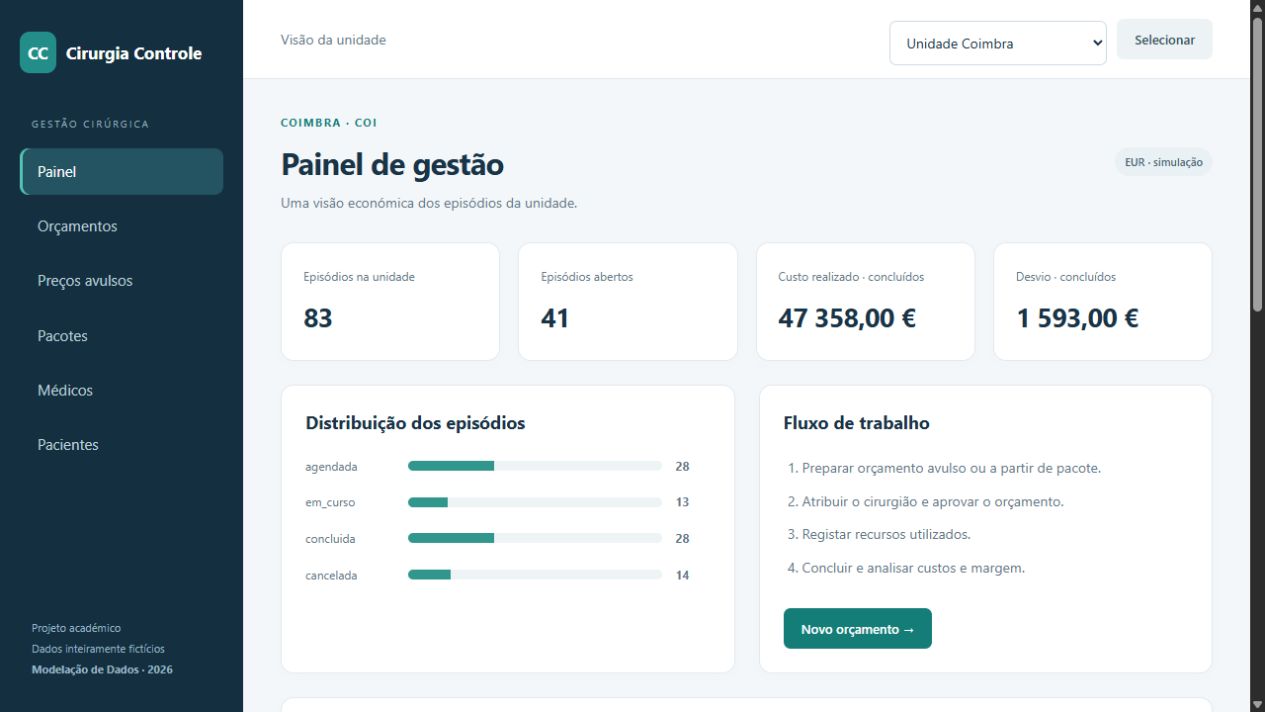 CC Cirurgia Controle
GESTÃO CIRÚRGICA
Painel
Orçamentos
Preços avulsos
Pacotes
Médicos
Pacientes
Projeto académico
Dados inteiramente fictícios
Modelação de Dados · 2026
Visão da unidade
Unidade Coimbra
Selecionar
COIMBRA · COI
Painel de gestão
EUR · simulação
Uma visão económica dos episódios da unidade.
Episódios na unidade
83
Episódios abertos
41
Custo realizado · concluídos
47 358,00 €
Desvio · concluídos
1 593,00 €
Distribuição dos episódios
agendada 28
em_curso 13
concluida 28
cancelada 14
Fluxo de trabalho
1. Preparar orçamento avulso ou a partir de pacote.
2. Atribuir o cirurgião e aprovar o orçamento.
3. Registar recursos utilizados.
4. Concluir e analisar custos e margem.
Novo orçamento →